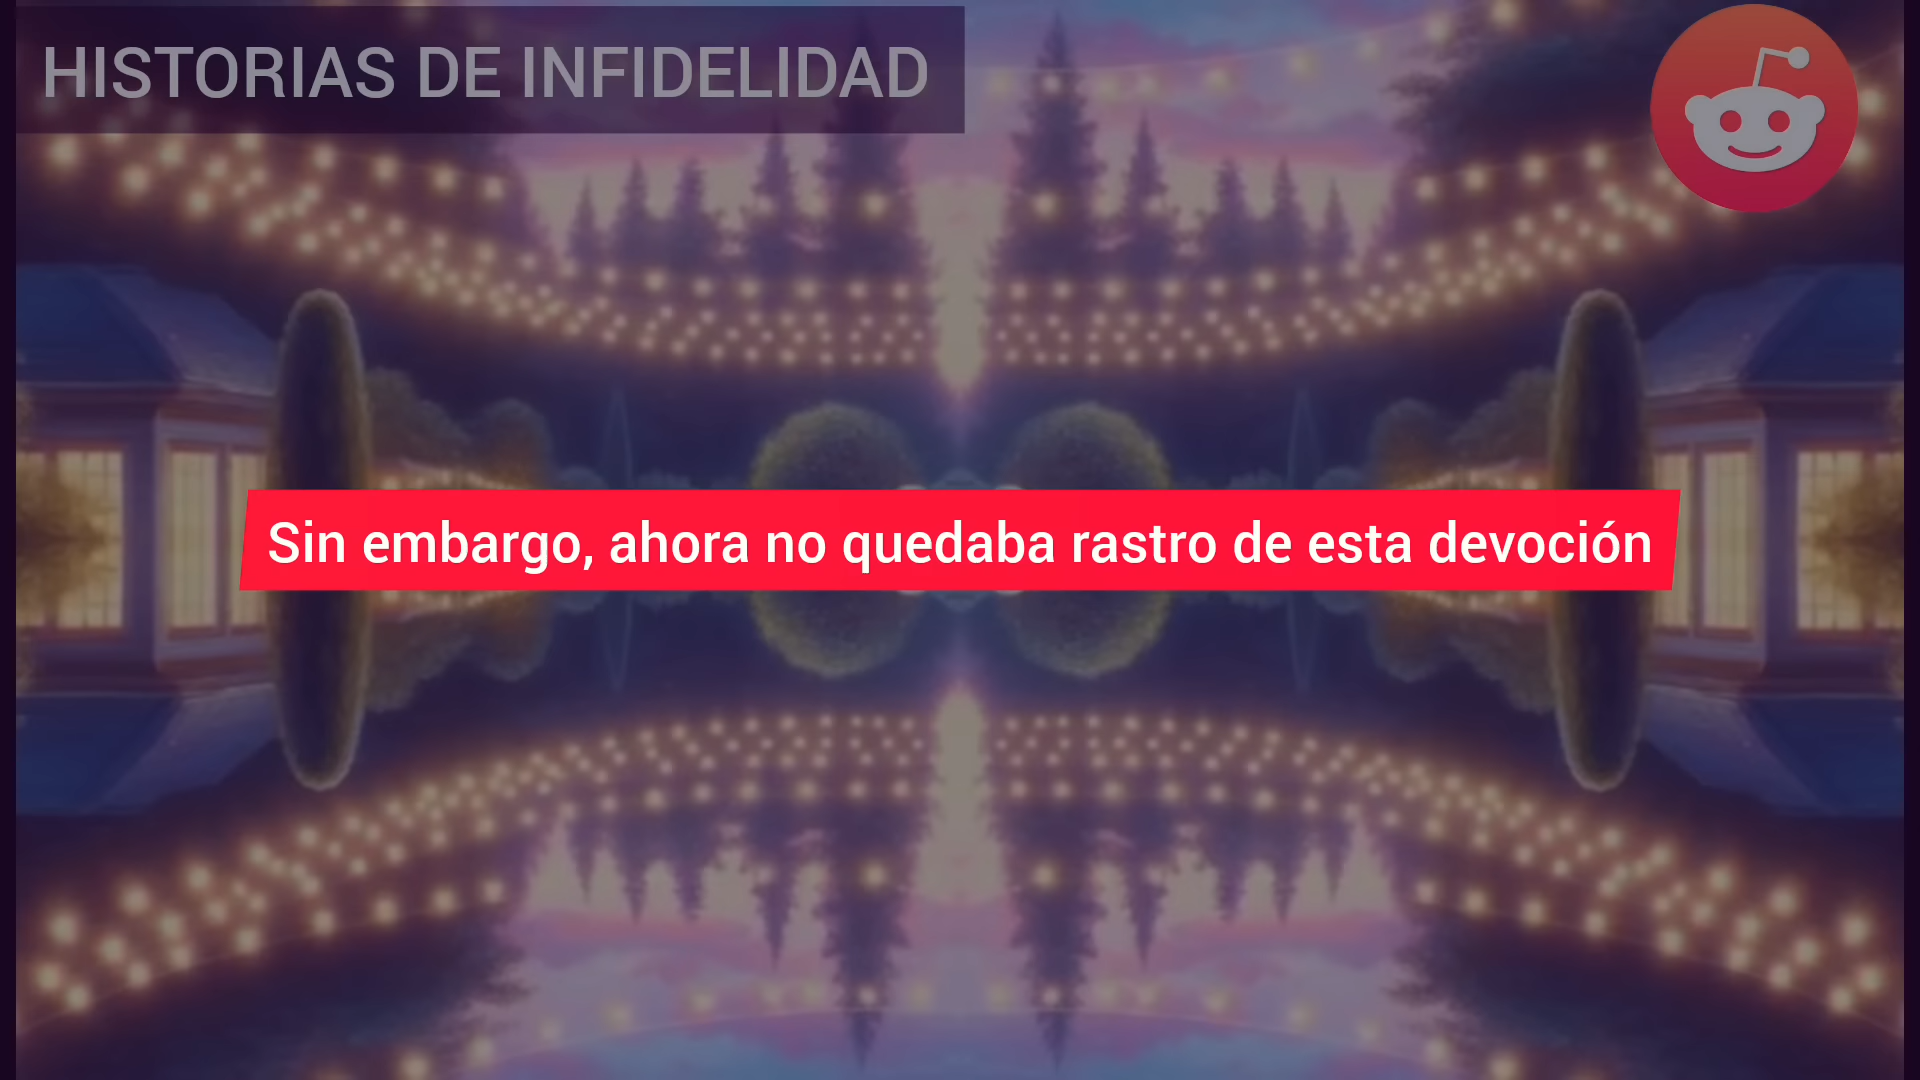 HISTORIAS DE INFIDELIDAD
Sin embargo, ahora no quedaba rastro de esta devoción